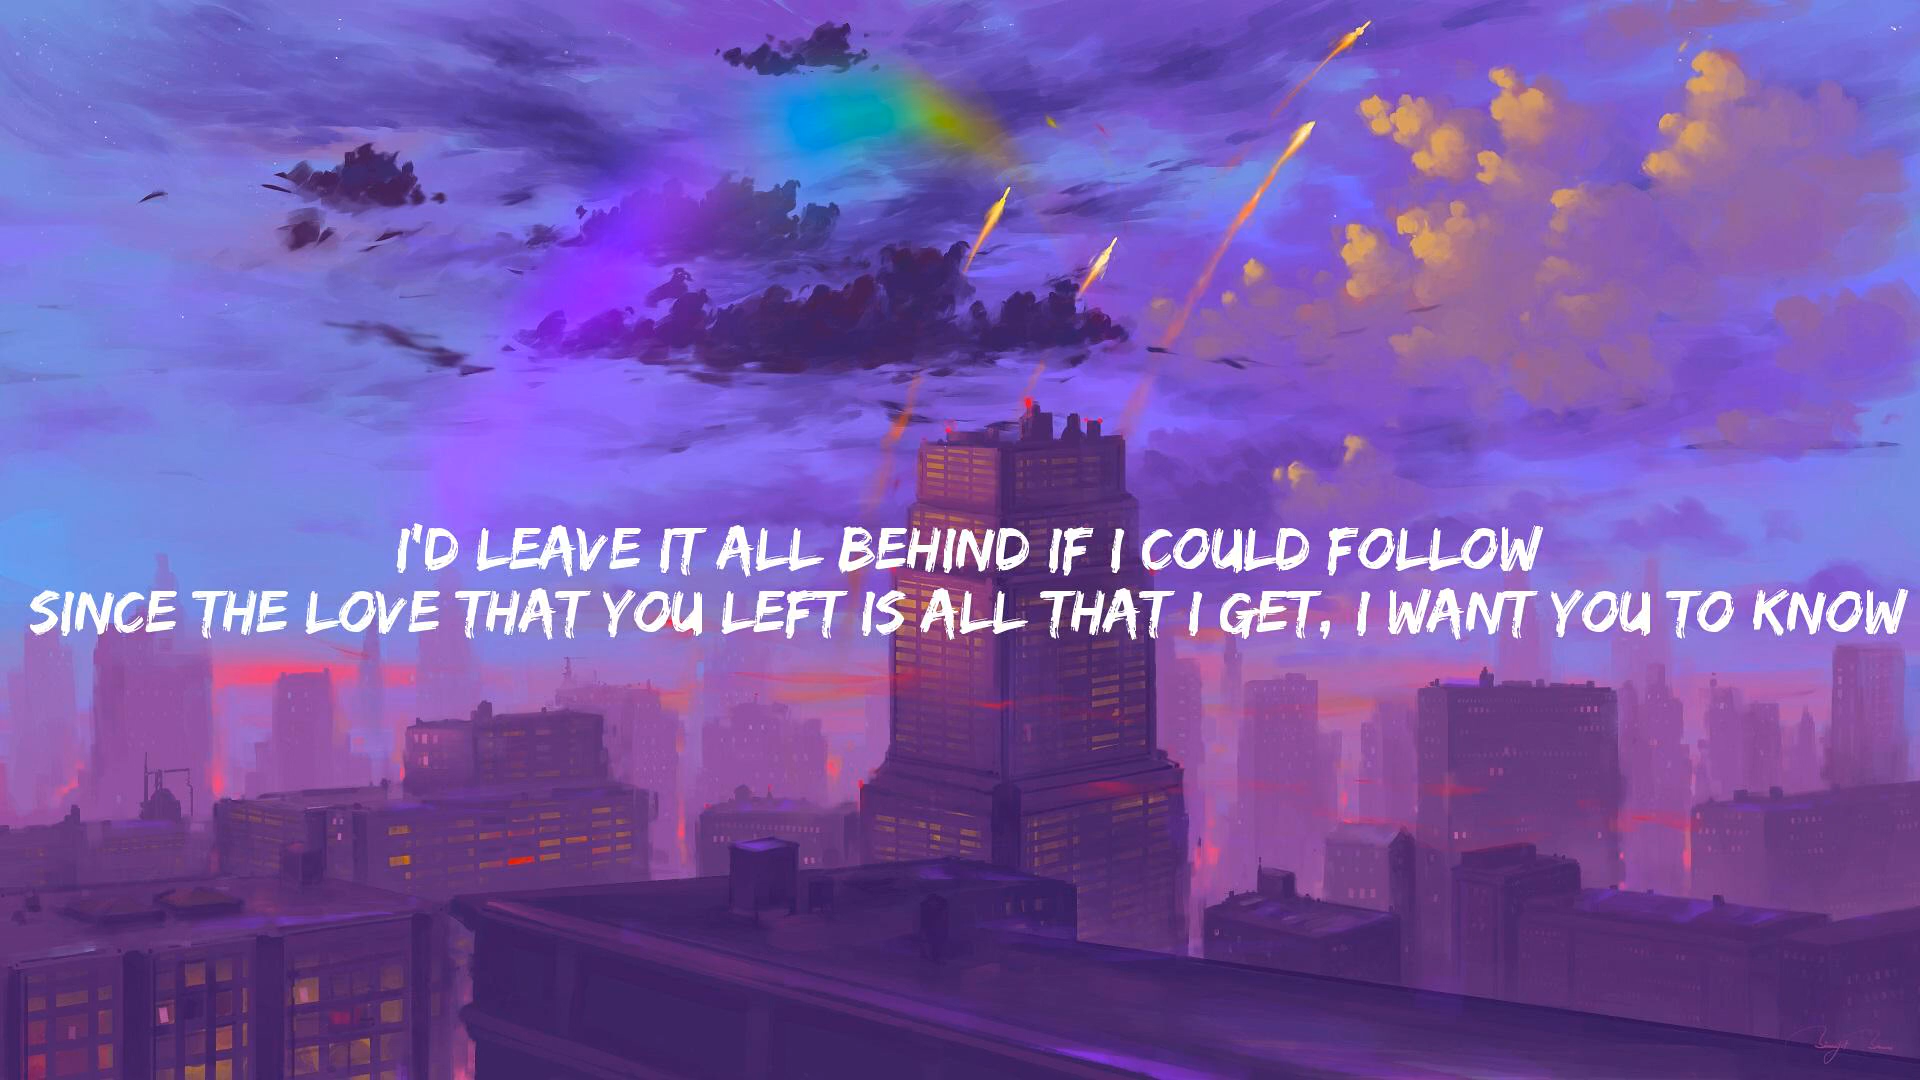 I'D LEAVE IT ALL BEHIND IF I COULD FOLLOW
SINCE THE LOVE THAT YOU LEFT IS ALL THAT I GET, I WANT YOU TO KNOW